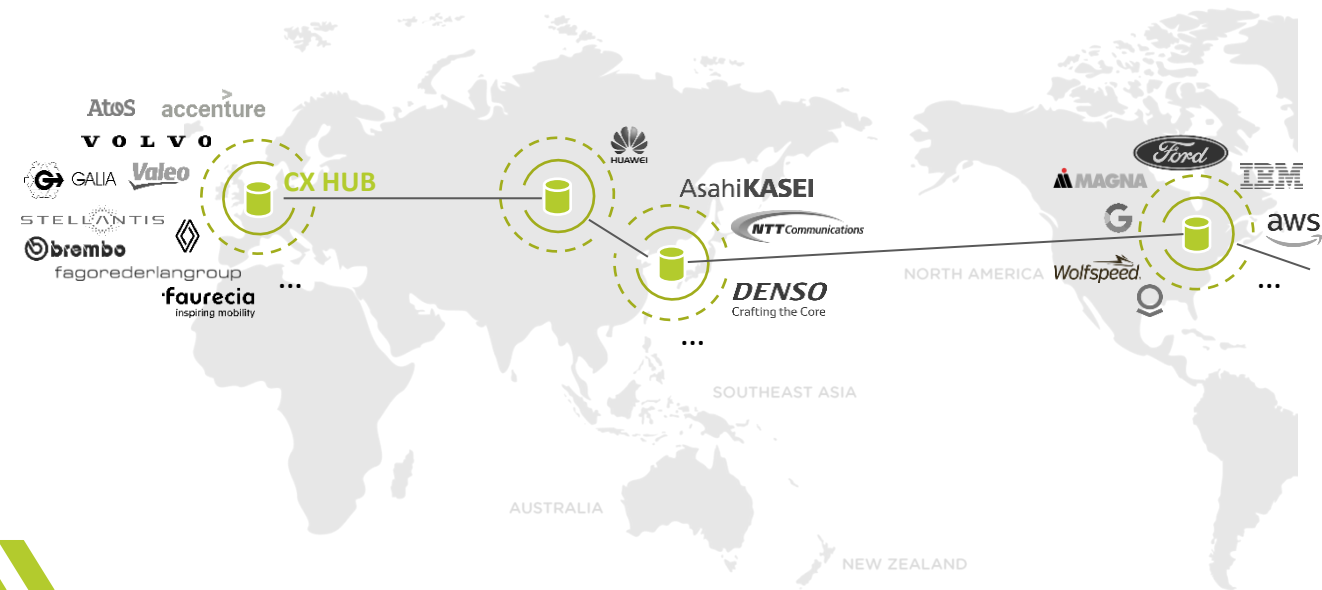 Atos
accenture
VOLVO
G
GALIA
Valeo
CX HUB
STELLANTIS
brembo
fagorederlangroup
faurecia
inspiring mobility
...
HUAWEI
AsahiKASEI
NTT Communications
DENSO
Crafting the Core
...
Ford
MAGNA
IBM
G
aws
Wolfspeed.
...
NORTH AMERICA
SOUTHEAST ASIA
AUSTRALIA
NEW ZEALAND